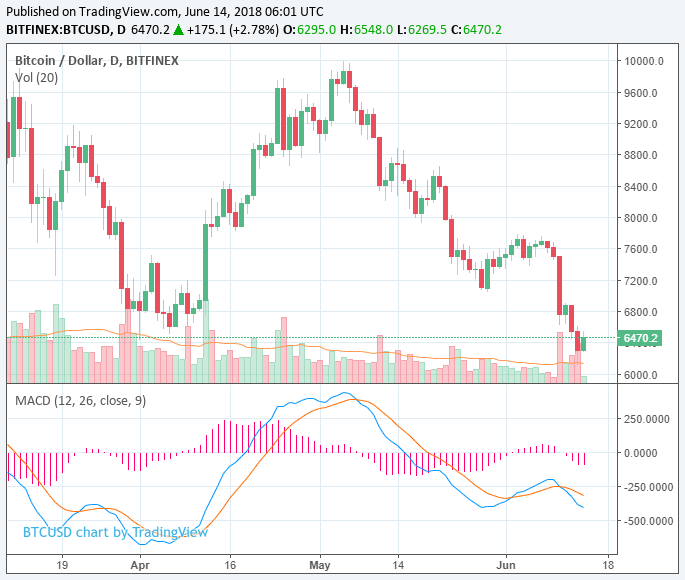 Published on TradingView.com, June 14, 2018 06:01 UTC
BITFINEX:BTCUSD, D 6470.2 ▲ +175.1 (+2.78%) O:6295.0 H:6548.0 L:6269.5 C:6470.2
Bitcoin / Dollar, D, BITFINEX
Vol (20)
10000.0
9600.0
9200.0
8800.0
8400.0
8000.0
7600.0
7200.0
6800.0
6470.2
6000.0
MACD (12, 26, close, 9)
250.0000
0.0000
-250.0000
-500.0000
BTCUSD chart by TradingView
19
Apr
16
May
14
Jun
18